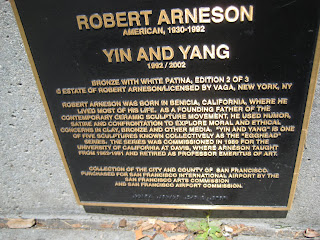 ROBERT ARNESON
AMERICAN, 1930-1992
YIN AND YANG
1992 / 2002
BRONZE WITH WHITE PATINA, EDITION 2 OF 3
© ESTATE OF ROBERT ARNESON/LICENSED BY VAGA, NEW YORK, NY
ROBERT ARNESON WAS BORN IN BENICIA, CALIFORNIA, WHERE HE
LIVED MOST OF HIS LIFE. AS A FOUNDING FATHER OF THE
CONTEMPORARY CERAMIC SCULPTURE MOVEMENT, HE USED HUMOR,
SATIRE AND CONFRONTATION TO EXPLORE MORAL AND ETHICAL
CONCERNS IN CLAY, BRONZE AND OTHER MEDIA. "YIN AND YANG" IS ONE
OF FIVE SCULPTURES KNOWN COLLECTIVELY AS THE "EGGHEAD"
SERIES. THE SERIES WAS COMMISSIONED IN 1989 FOR THE
UNIVERSITY OF CALIFORNIA AT DAVIS, WHERE ARNESON TAUGHT
FROM 1962-1991 AND RETIRED AS PROFESSOR EMERITUS OF ART.
COLLECTION OF THE CITY AND COUNTY OF SAN FRANCISCO.
PURCHASED FOR SAN FRANCISCO INTERNATIONAL AIRPORT BY THE
SAN FRANCISCO ARTS COMMISSION
AND SAN FRANCISCO AIRPORT COMMISSION.